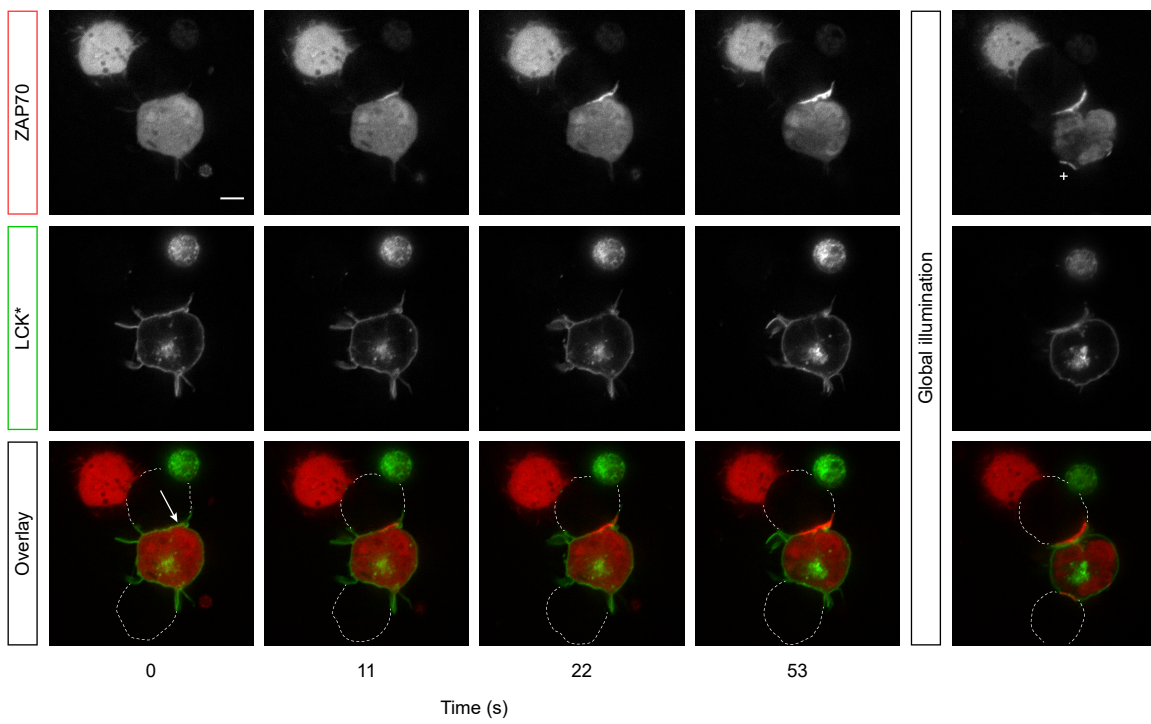 ZAP70
LCK*
Overlay
Global illumination
+
0 11 22 53
Time (s)